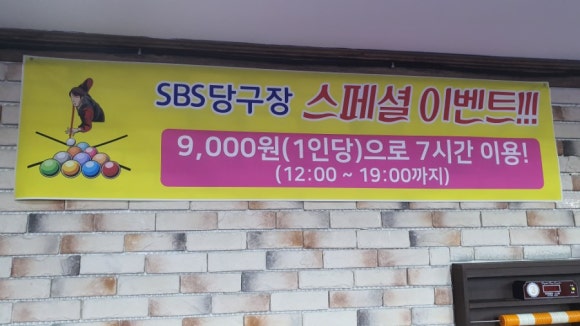 SBS당구장 스페셜 이벤트!!!
9,000원(1인당)으로 7시간 이용!
(12:00 ~ 19:00까지)